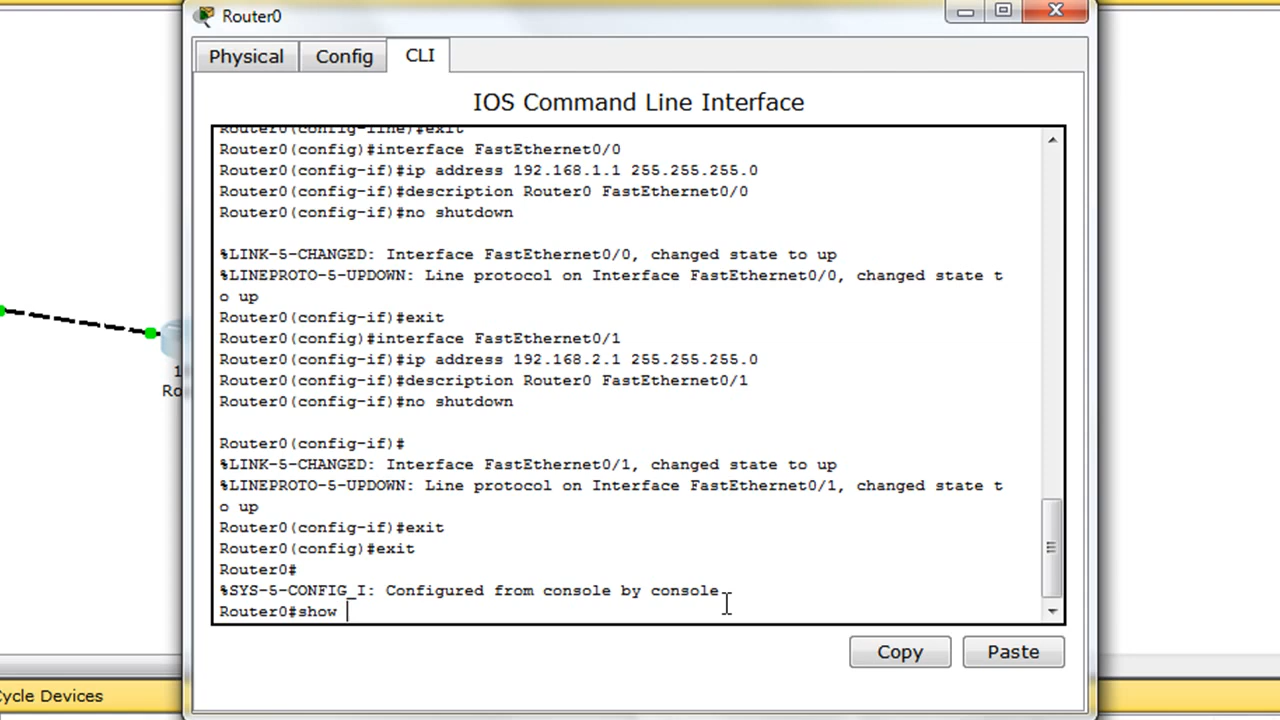 Router0
Physical
Config
CLI
IOS Command Line Interface
Router0(config-line)#exit
Router0(config)#interface FastEthernet0/0
Router0(config-if)#ip address 192.168.1.1 255.255.255.0
Router0(config-if)#description Router0 FastEthernet0/0
Router0(config-if)#no shutdown
%LINK-5-CHANGED: Interface FastEthernet0/0, changed state to up
%LINEPROTO-5-UPDOWN: Line protocol on Interface FastEthernet0/0, changed state t
o up
Router0(config-if)#exit
Router0(config)#interface FastEthernet0/1
Router0(config-if)#ip address 192.168.2.1 255.255.255.0
Router0(config-if)#description Router0 FastEthernet0/1
Router0(config-if)#no shutdown
Router0(config-if)#
%LINK-5-CHANGED: Interface FastEthernet0/1, changed state to up
%LINEPROTO-5-UPDOWN: Line protocol on Interface FastEthernet0/1, changed state t
o up
Router0(config-if)#exit
Router0(config)#exit
Router0#
%SYS-5-CONFIG_I: Configured from console by console
Router0#show
Copy
Paste
1
Ro
Cycle Devices